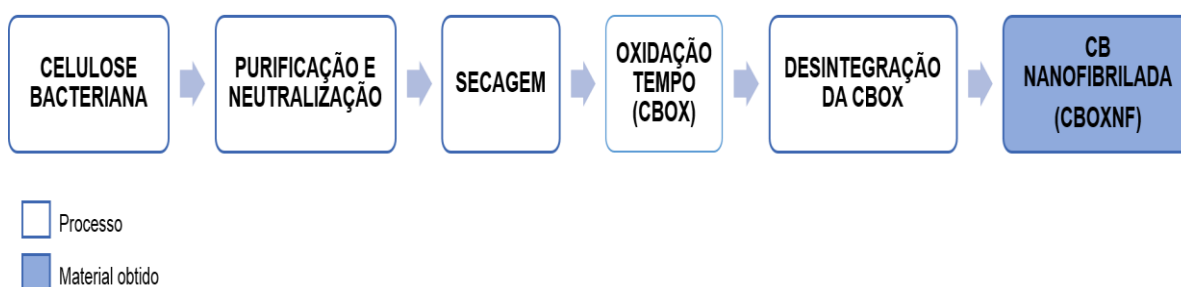 CELULOSE
BACTERIANA
PURIFICAÇÃO E
NEUTRALIZAÇÃO
SECAGEM
OXIDAÇÃO
TEMPO
(CBOX)
DESINTEGRAÇÃO
DA CBOX
CB
NANOFIBRILADA
(CBOXNF)
Processo
Material obtido